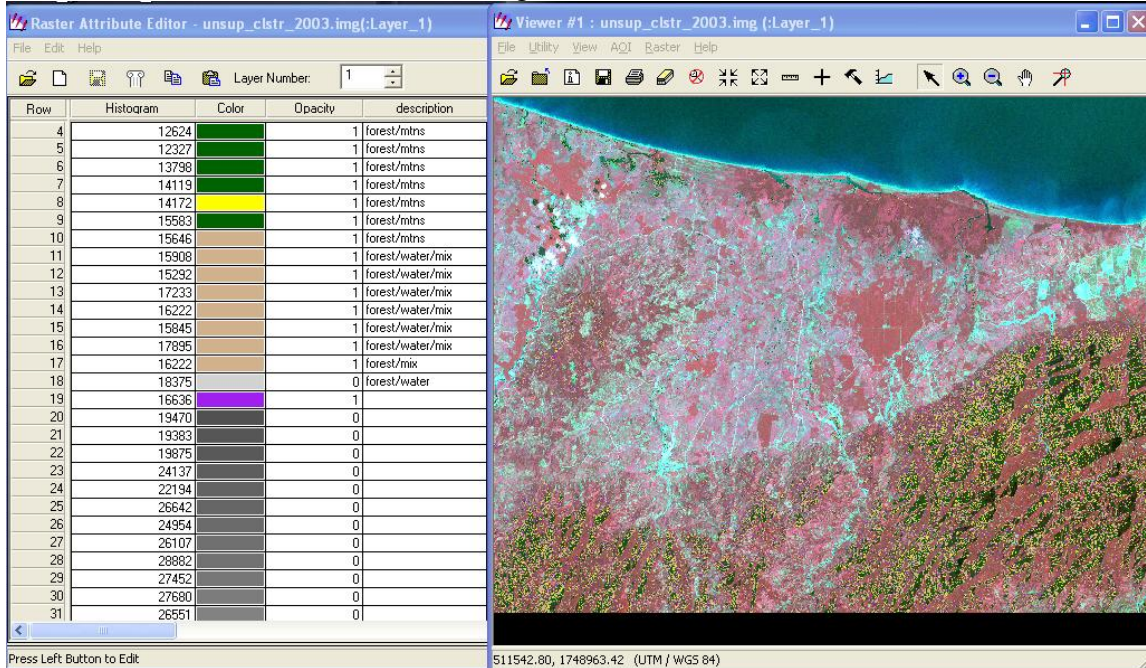 Raster Attribute Editor - unsup_clstr_2003.img(:Layer_1)
File Edit Help
Layer Number: 1
Row Histogram Color Opacity description
4 12624 1 forest/mtns
5 12327 1 forest/mtns
6 13798 1 forest/mtns
7 14119 1 forest/mtns
8 14172 1 forest/mtns
9 15583 1 forest/mtns
10 15646 1 forest/mtns
11 15908 1 forest/water/mix
12 15292 1 forest/water/mix
13 17233 1 forest/water/mix
14 16222 1 forest/water/mix
15 15845 1 forest/water/mix
16 17895 1 forest/water/mix
17 16222 1 forest/mix
18 18375 0 forest/water
19 16636 1
20 19470 0
21 19383 0
22 19875 0
23 24137 0
24 22194 0
25 26642 0
26 24954 0
27 26107 0
28 28882 0
29 27452 0
30 27680 0
31 26551 0
Press Left Button to Edit
Viewer #1 : unsup_clstr_2003.img (:Layer_1)
File Utility View AOI Raster Help
511542.80, 1748963.42 (UTM / WGS 84)